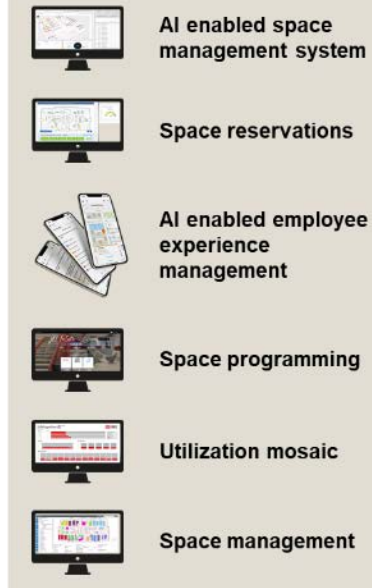 AI enabled space
management system
Space reservations
AI enabled employee
experience
management
Space programming
Utilization mosaic
Space management